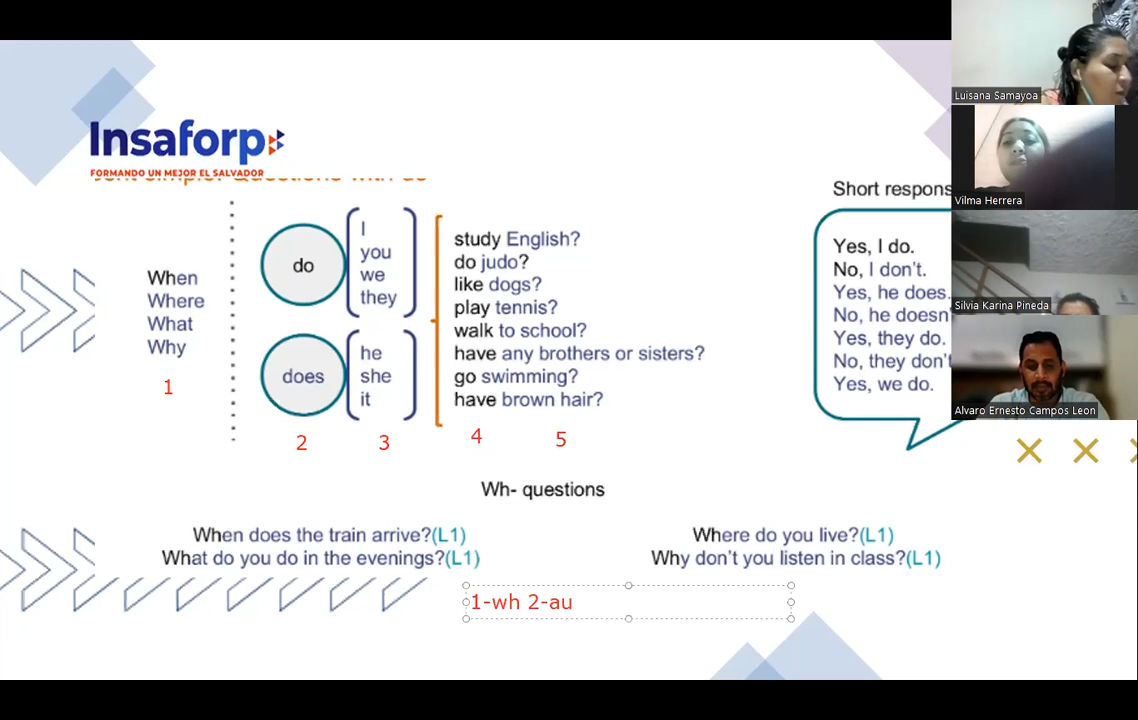 Insaforp
FORMANDO UN MEJOR EL SALVADOR
When
Where
What
Why
1
do
does
2
I
you
we
they
he
she
it
3
study English?
do judo?
like dogs?
play tennis?
walk to school?
have any brothers or sisters?
go swimming?
have brown hair?
4
5
Short respons
Yes, I do.
No, I don't.
Yes, he does.
No, he doesn'
Yes, they do.
No, they don't
Yes, we do.
Wh- questions
When does the train arrive?(L1)
What do you do in the evenings?(L1)
Where do you live?(L1)
Why don't you listen in class?(L1)
1-wh 2-au
Luisana Samayoa
Vilma Herrera
Silvia Karina Pineda
Alvaro Ernesto Campos Leon